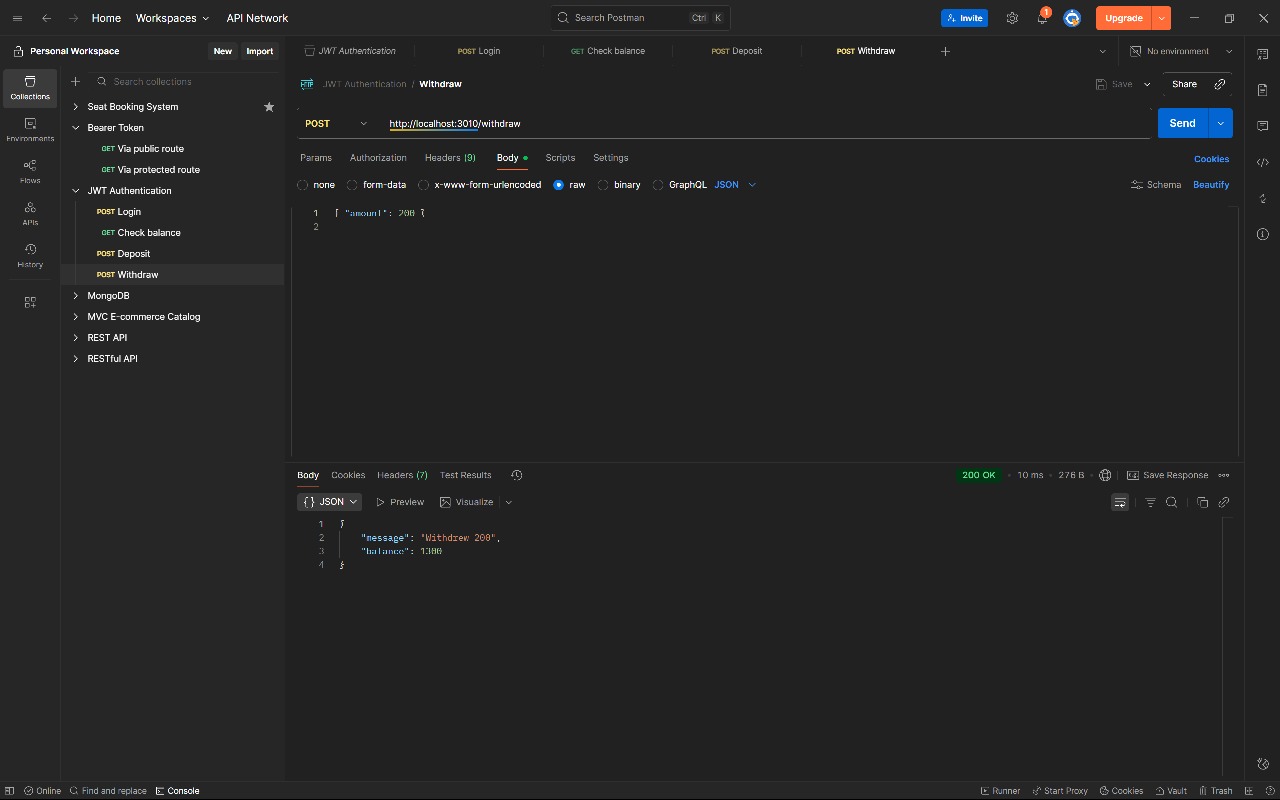 Home Workspaces API Network Search Postman Ctrl K Invite 1 Upgrade
Personal Workspace New Import JWT Authentication POST Login GET Check balance POST Deposit POST Withdraw No environment
Collections
Environments
Flows
APIs
History
Search collections
Seat Booking System
Bearer Token
GET Via public route
GET Via protected route
JWT Authentication
POST Login
GET Check balance
POST Deposit
POST Withdraw
MongoDB
MVC E-commerce Catalog
REST API
RESTful API
HTTP JWT Authentication / Withdraw Save Share
POST http://localhost:3010/withdraw Send
Params Authorization Headers (9) Body Scripts Settings Cookies
none form-data x-www-form-urlencoded raw binary GraphQL JSON Schema Beautify
1 { "amount": 200 }
2
Body Cookies Headers (7) Test Results 200 OK 10 ms 276 B Save Response
{} JSON Preview Visualize
1 {
2 "message": "Withdrew 200",
3 "balance": 1300
4 }
Online Find and replace Console Runner Start Proxy Cookies Vault Trash